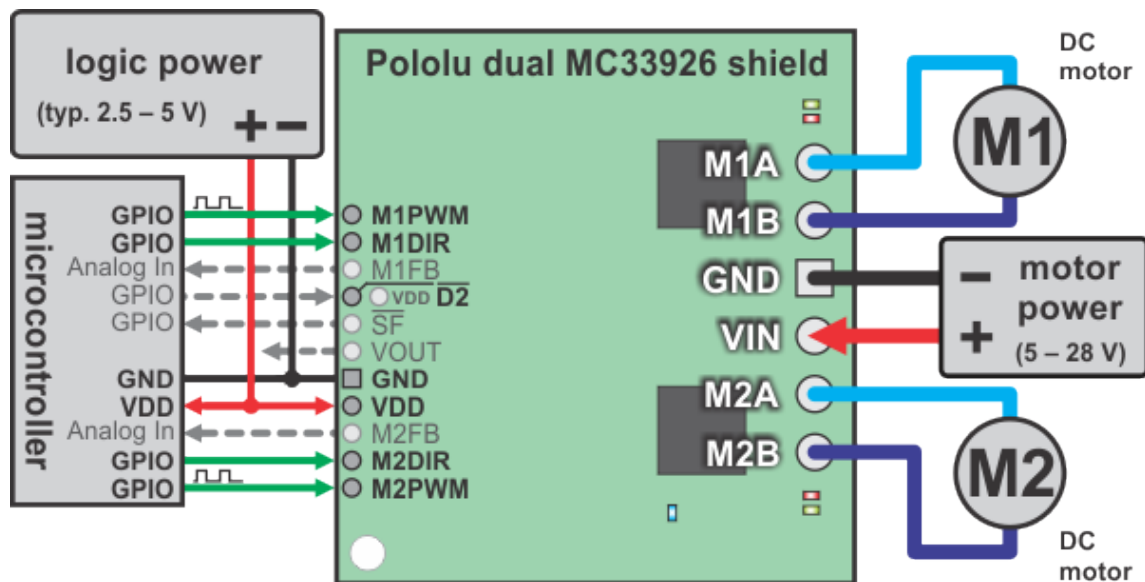 logic power
(typ. 2.5 – 5 V)
+ −
microcontroller
GPIO
GPIO
Analog In
GPIO
GPIO
GND
VDD
Analog In
GPIO
GPIO
Pololu dual MC33926 shield
M1PWM
M1DIR
M1FB
VDD D2
SF
VOUT
GND
VDD
M2FB
M2DIR
M2PWM
M1A
M1B
GND
VIN
M2A
M2B
DC
motor
M1
− motor
power
+ (5 – 28 V)
M2
DC
motor